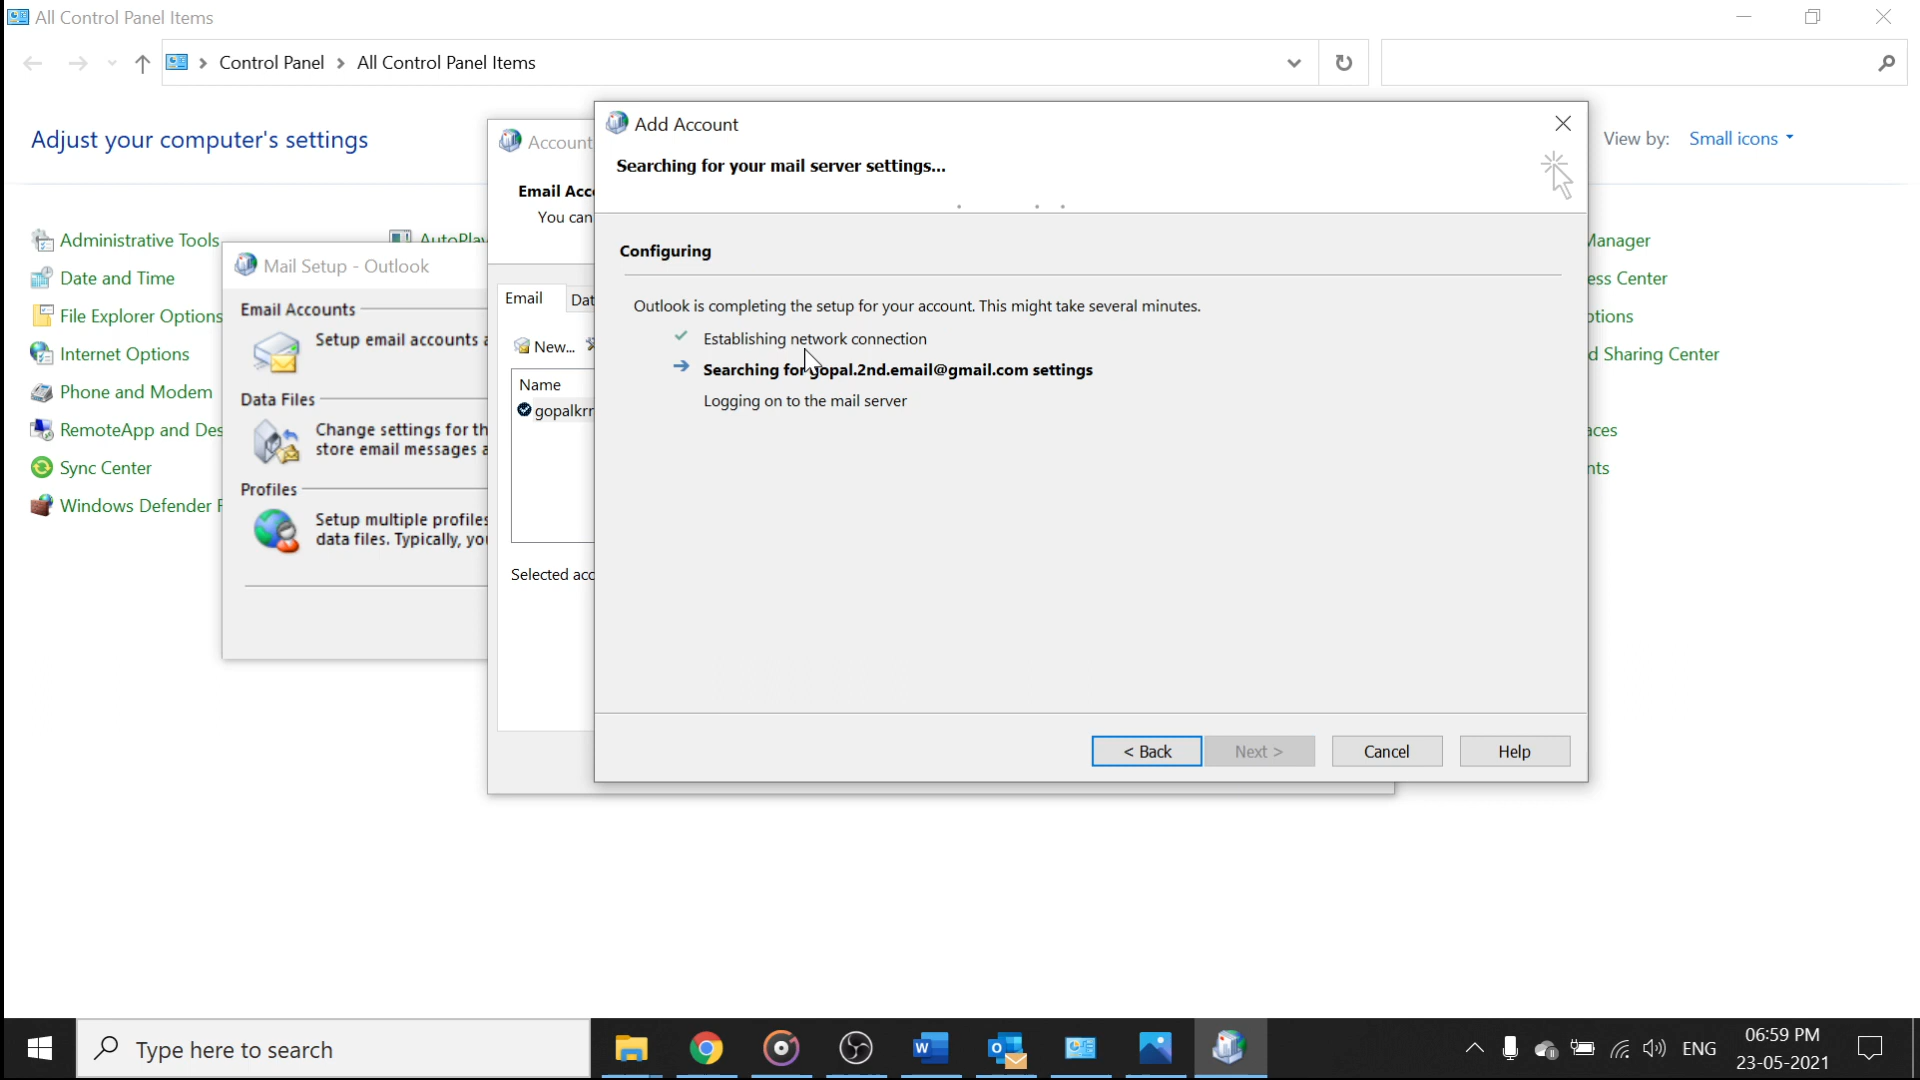 All Control Panel Items
Control Panel > All Control Panel Items
Adjust your computer's settings
View by: Small icons
Administrative Tools
Date and Time
File Explorer Options
Internet Options
Phone and Modem
RemoteApp and Des
Sync Center
Windows Defender F
AutoPlay
Manager
ess Center
ptions
d Sharing Center
aces
nts
Mail Setup - Outlook
Email Accounts
Setup email accounts a
Data Files
Change settings for th
store email messages a
Profiles
Setup multiple profiles
data files. Typically, you
Account
Email Acc
You can
Email
Dat
New...
Name
gopalkrr
Selected acc
Add Account
Searching for your mail server settings...
Configuring
Outlook is completing the setup for your account. This might take several minutes.
Establishing network connection
Searching for gopal.2nd.email@gmail.com settings
Logging on to the mail server
< Back
Next >
Cancel
Help
Type here to search
ENG
06:59 PM
23-05-2021